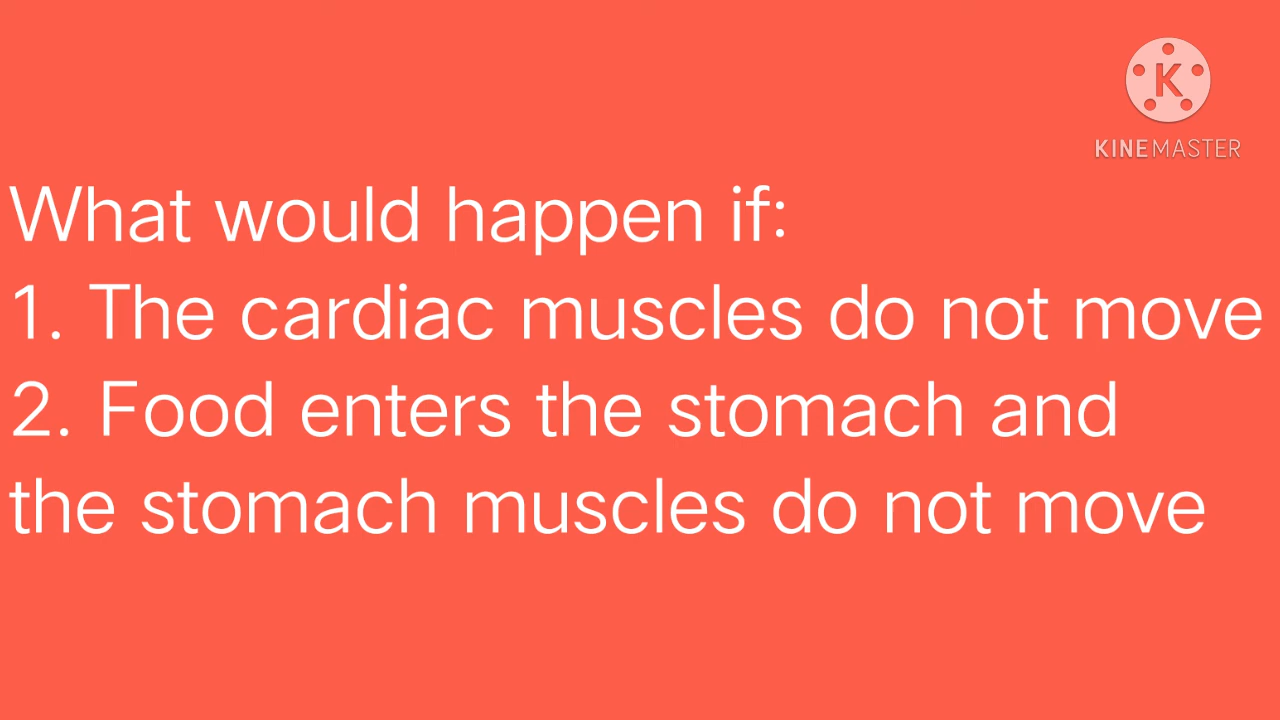 K
KINEMASTER
What would happen if:
1. The cardiac muscles do not move
2. Food enters the stomach and
the stomach muscles do not move